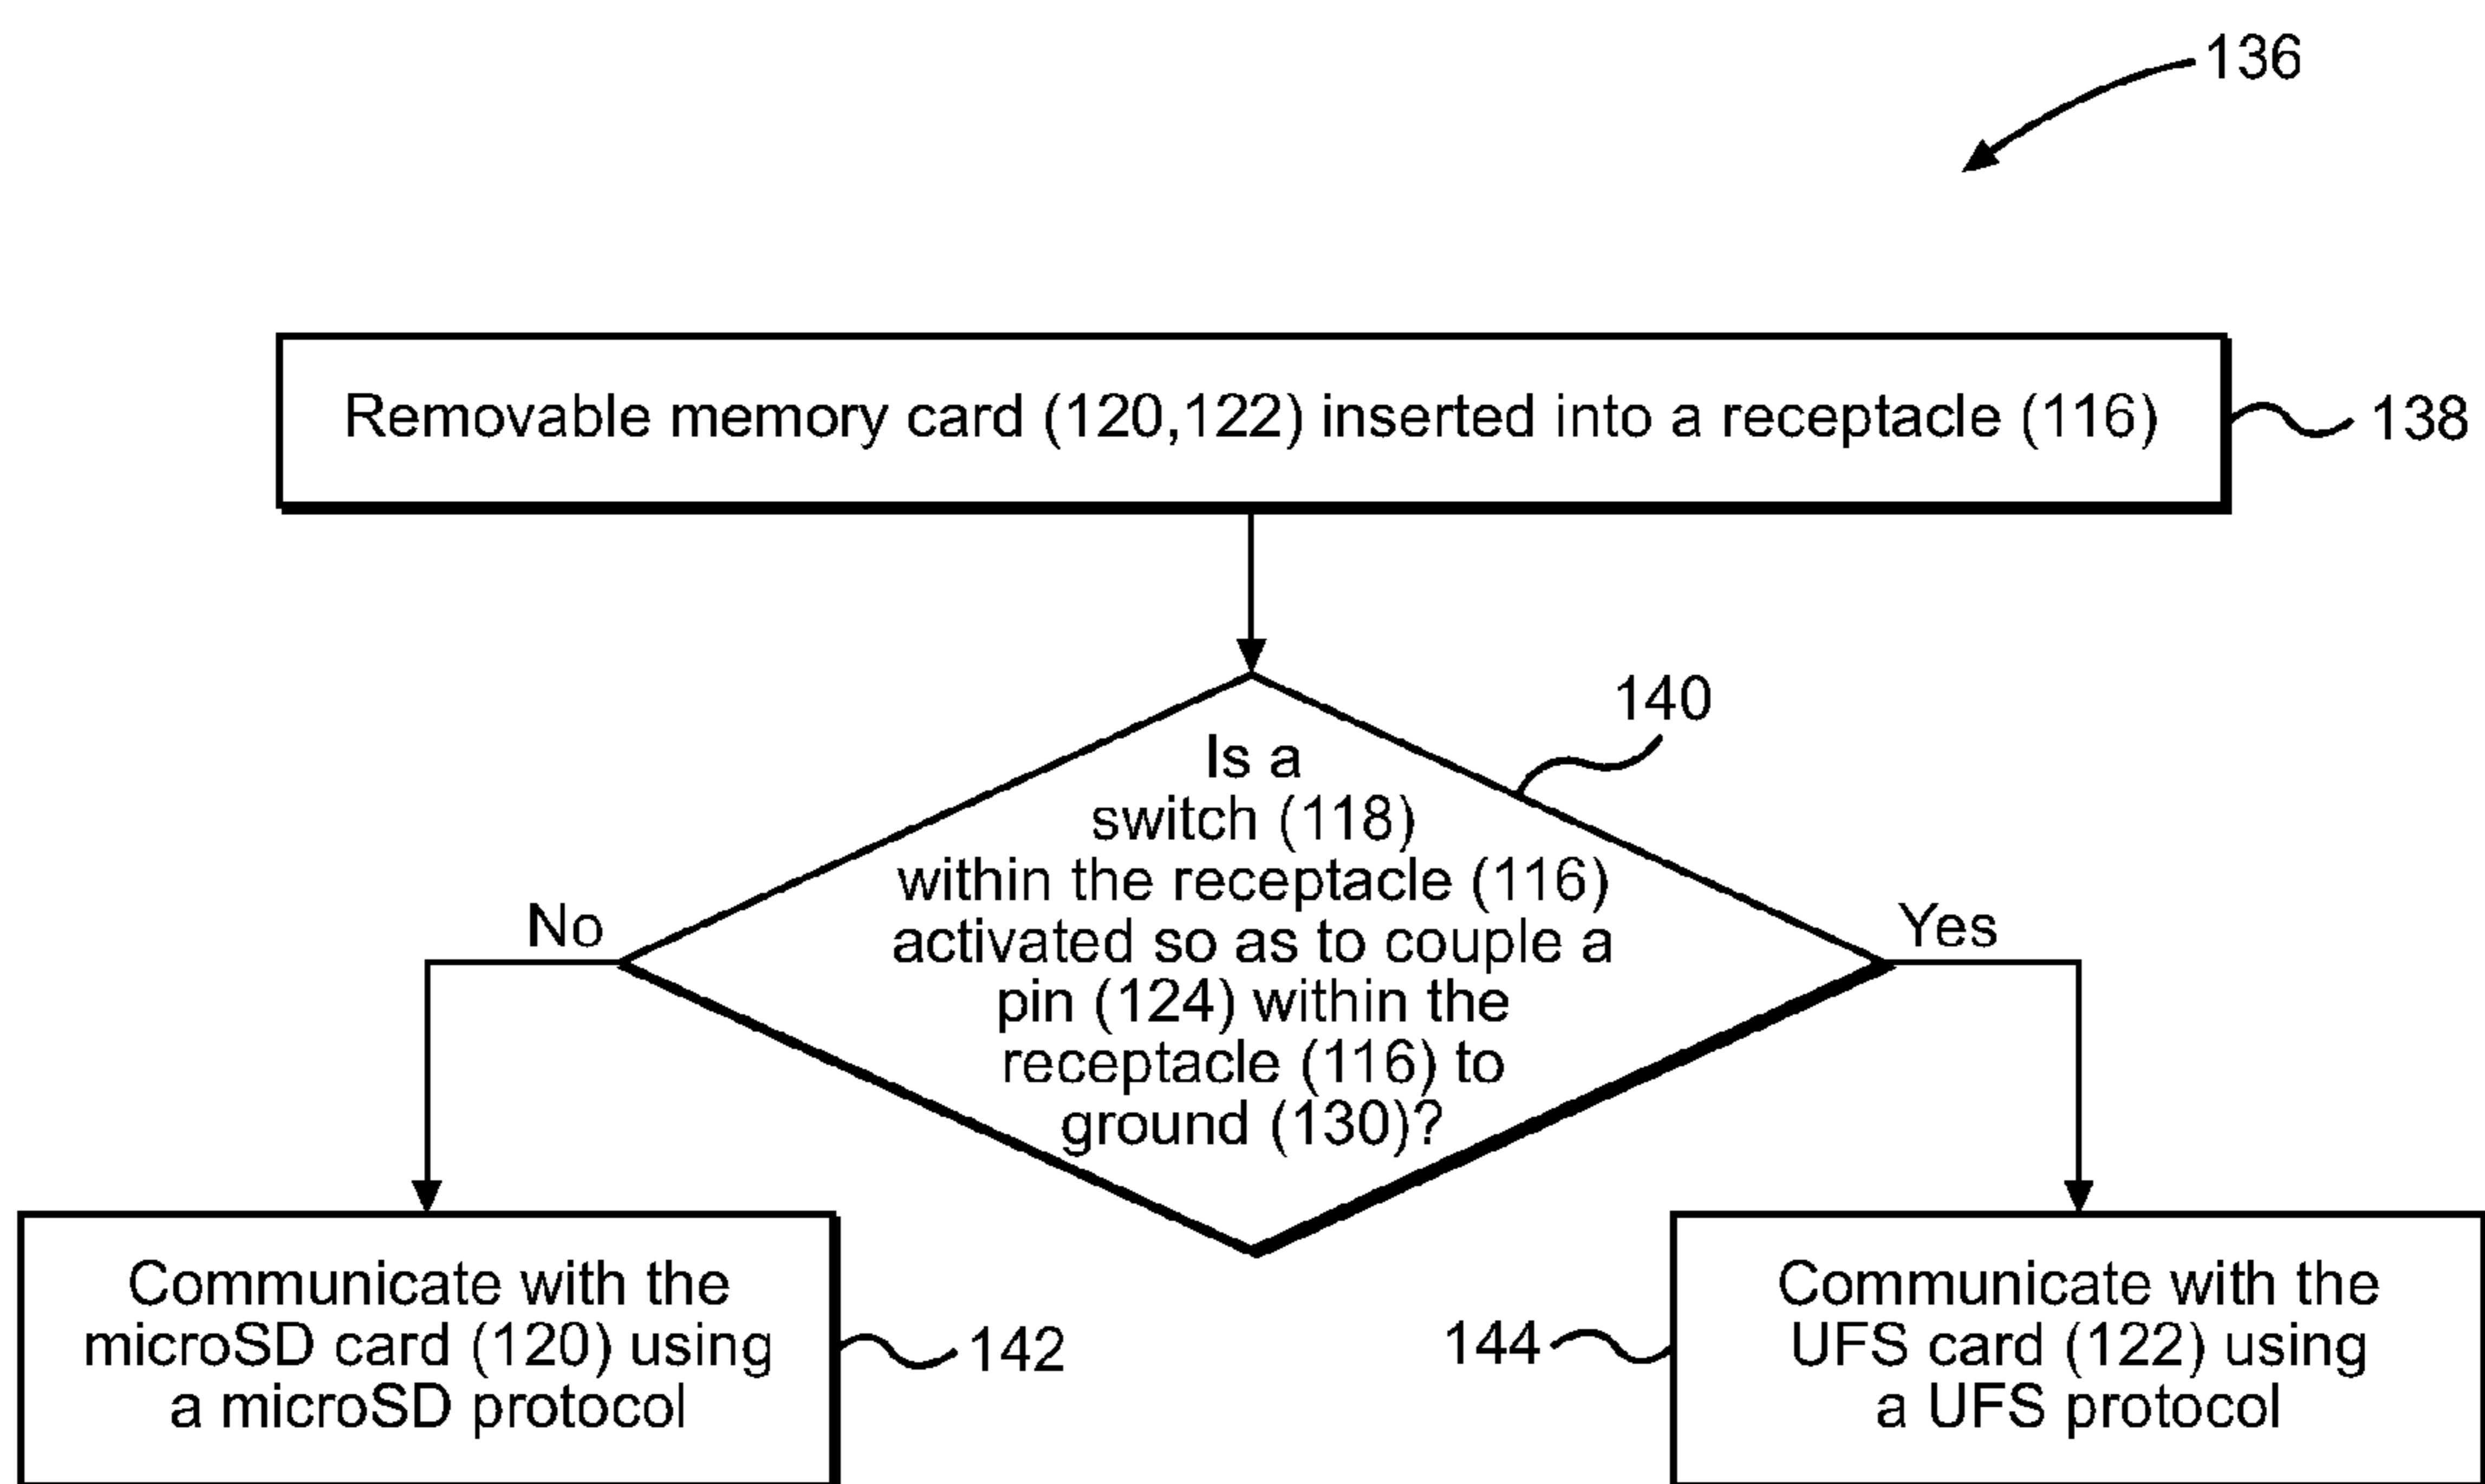 136
Removable memory card (120,122) inserted into a receptacle (116)
138
140
Is a
switch (118)
within the receptacle (116)
activated so as to couple a
pin (124) within the
receptacle (116) to
ground (130)?
No
Yes
Communicate with the
microSD card (120) using
a microSD protocol
142
144
Communicate with the
UFS card (122) using
a UFS protocol